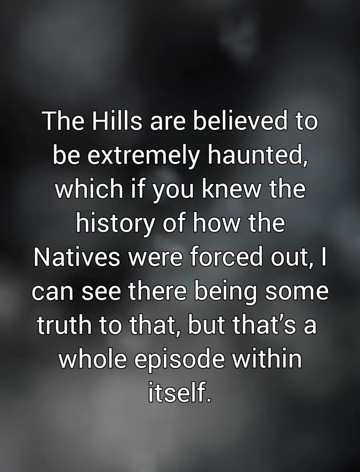 The Hills are believed to
be extremely haunted,
which if you knew the
history of how the
Natives were forced out, I
can see there being some
truth to that, but that’s a
whole episode within
itself.